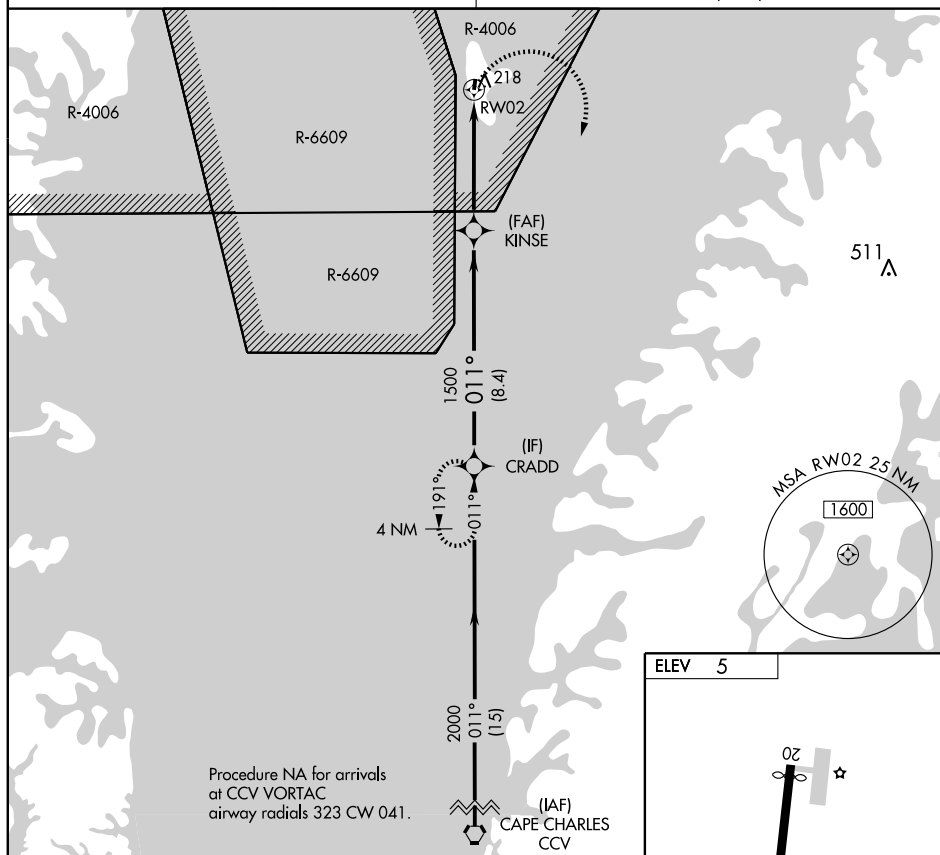 R-4006
218
RW02
R-4006
R-6609
(FAF)
KINSE
511
R-6609
1500
011°
(8.4)
(IF)
CRADD
191°
011°
4 NM
MSA RW02 25 NM
1600
ELEV 5
2000
011°
(15)
20
Procedure NA for arrivals
at CCV VORTAC
airway radials 323 CW 041.
(IAF)
CAPE CHARLES
CCV